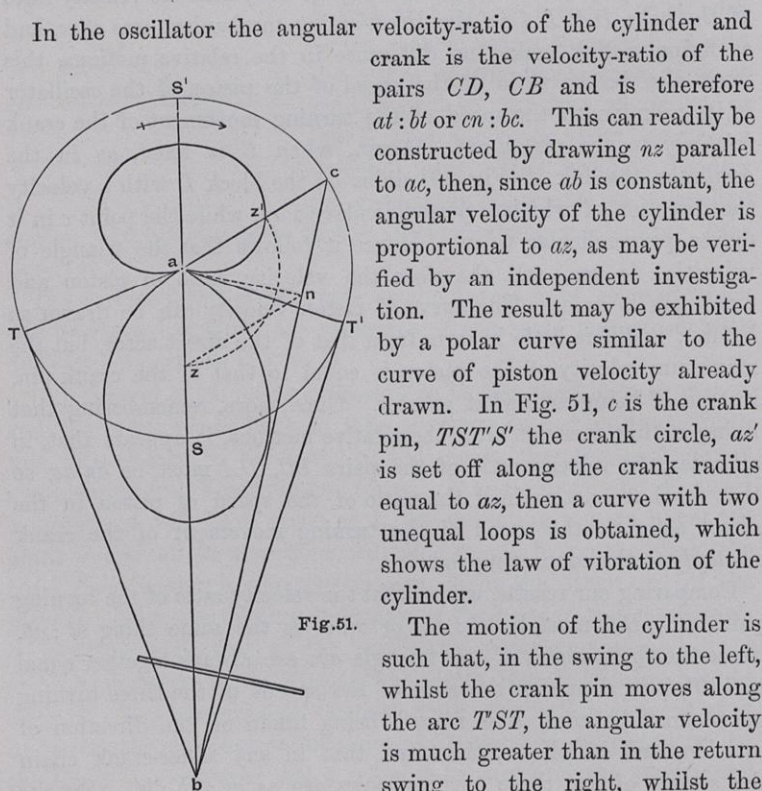 In the oscillator the angular velocity-ratio of the cylinder and
crank is the velocity-ratio of the
pairs CD, CB and is therefore
at : bt or cn : bc. This can readily be
constructed by drawing nz parallel
to ac, then, since ab is constant, the
angular velocity of the cylinder is
proportional to az, as may be veri-
fied by an independent investiga-
tion. The result may be exhibited
by a polar curve similar to the
curve of piston velocity already
drawn. In Fig. 51, c is the crank
pin, TST'S' the crank circle, az'
is set off along the crank radius
equal to az, then a curve with two
unequal loops is obtained, which
shows the law of vibration of the
cylinder.
The motion of the cylinder is
such that, in the swing to the left,
whilst the crank pin moves along
the arc T'ST, the angular velocity
is much greater than in the return
swing to the right, whilst the
S'
c
z'
a
n
T
T'
z
S
Fig.51.
b